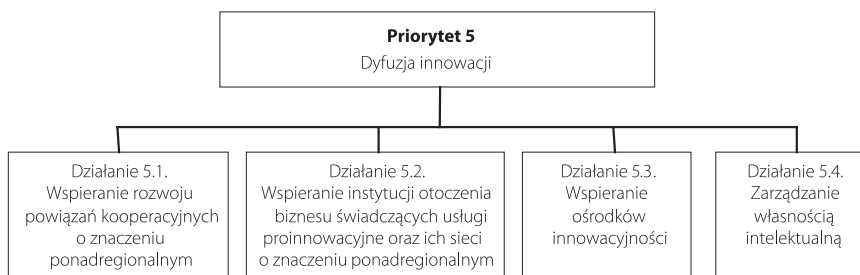 Priorytet 5
Dyfuzja innowacji
Działanie 5.1.
Wspieranie rozwoju
powiązań kooperacyjnych
o znaczeniu
ponadregionalnym
Działanie 5.2.
Wspieranie instytucji otoczenia
biznesu świadczących usługi
proinnowacyjne oraz ich sieci
o znaczeniu ponadregionalnym
Działanie 5.3.
Wspieranie
ośrodków
innowacyjności
Działanie 5.4.
Zarządzanie
własnością
intelektualną